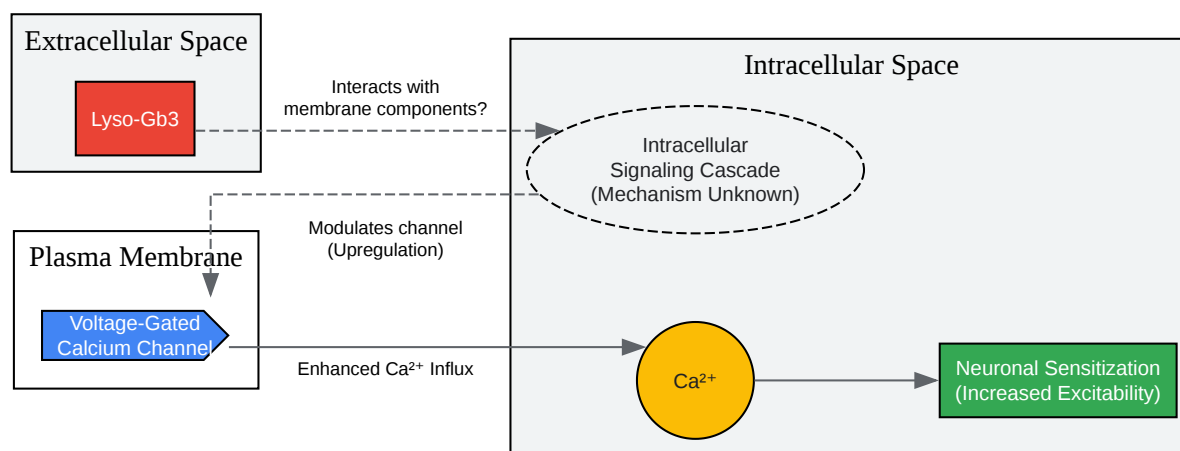 Extracellular Space
Lyso-Gb3
Interacts with
membrane components?
Intracellular Space
Intracellular
Signaling Cascade
(Mechanism Unknown)
Modulates channel
(Upregulation)
Plasma Membrane
Voltage-Gated
Calcium Channel
Enhanced Ca²⁺ Influx
Ca²⁺
Neuronal Sensitization
(Increased Excitability)